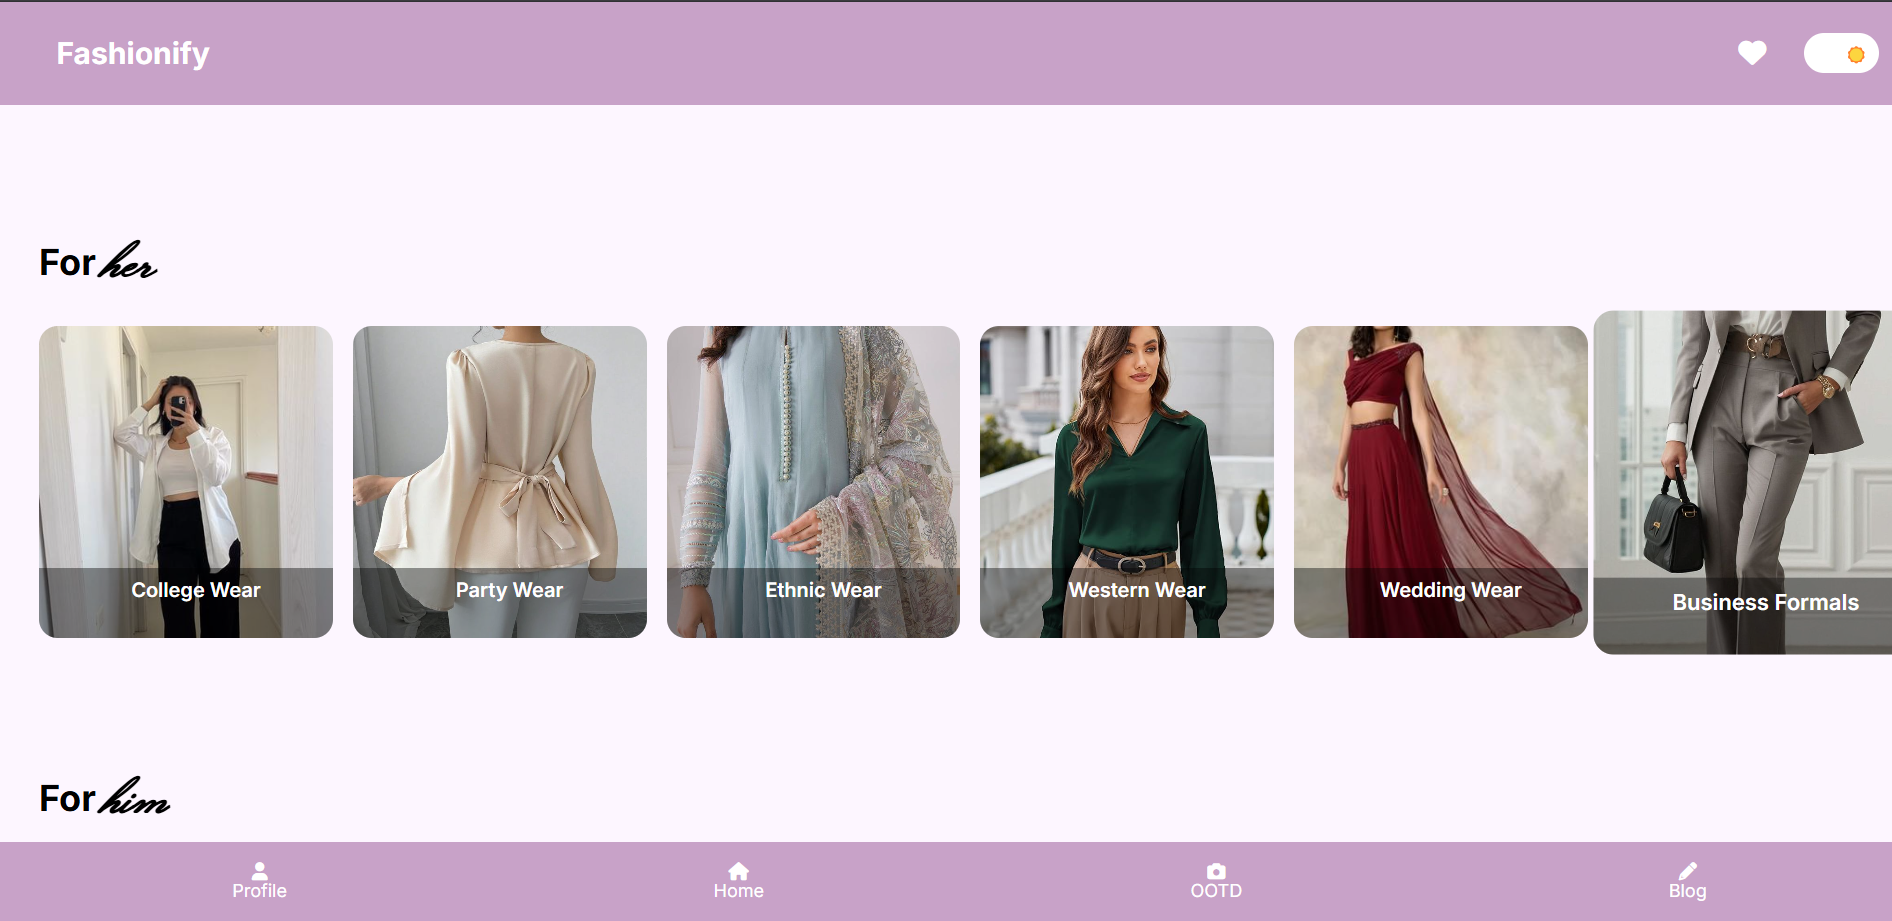 Fashionify
For her
College Wear
Party Wear
Ethnic Wear
Western Wear
Wedding Wear
Business Formals
For him
Profile
Home
OOTD
Blog